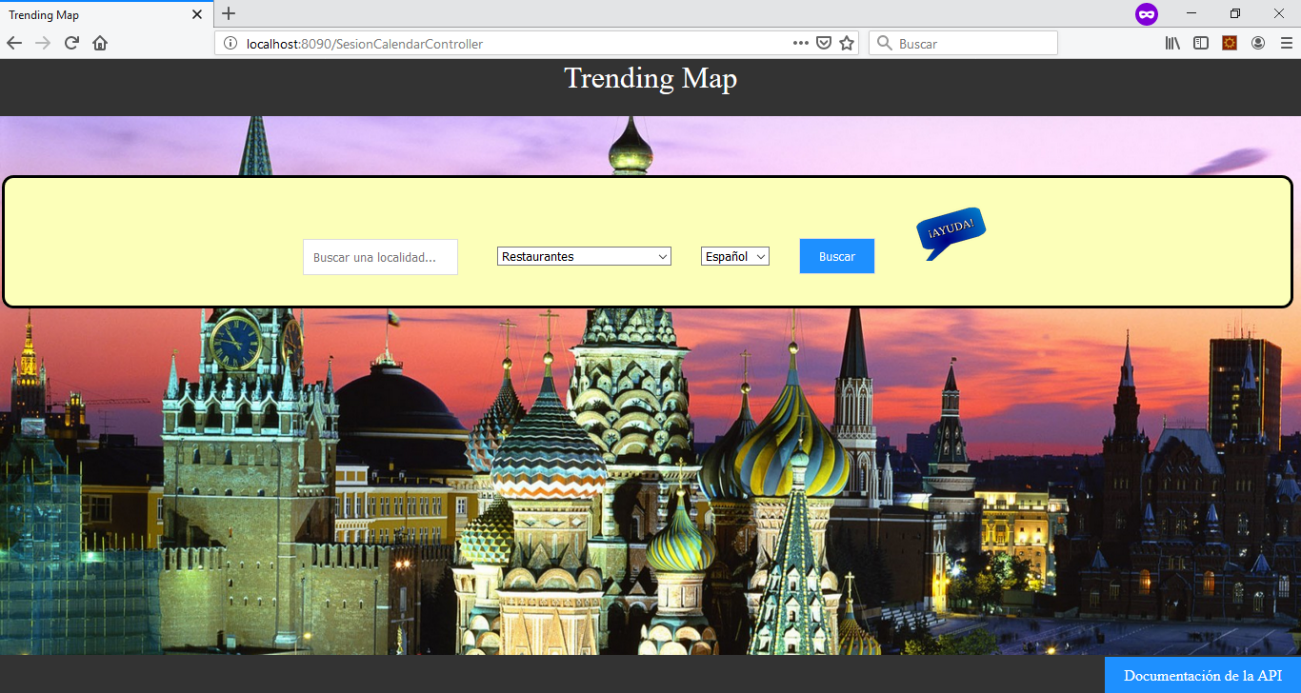 Trending Map
localhost:8090/SesionCalendarController
Buscar
Trending Map
Buscar una localidad...
Restaurantes
Español
Buscar
¡AYUDA!
Documentación de la API